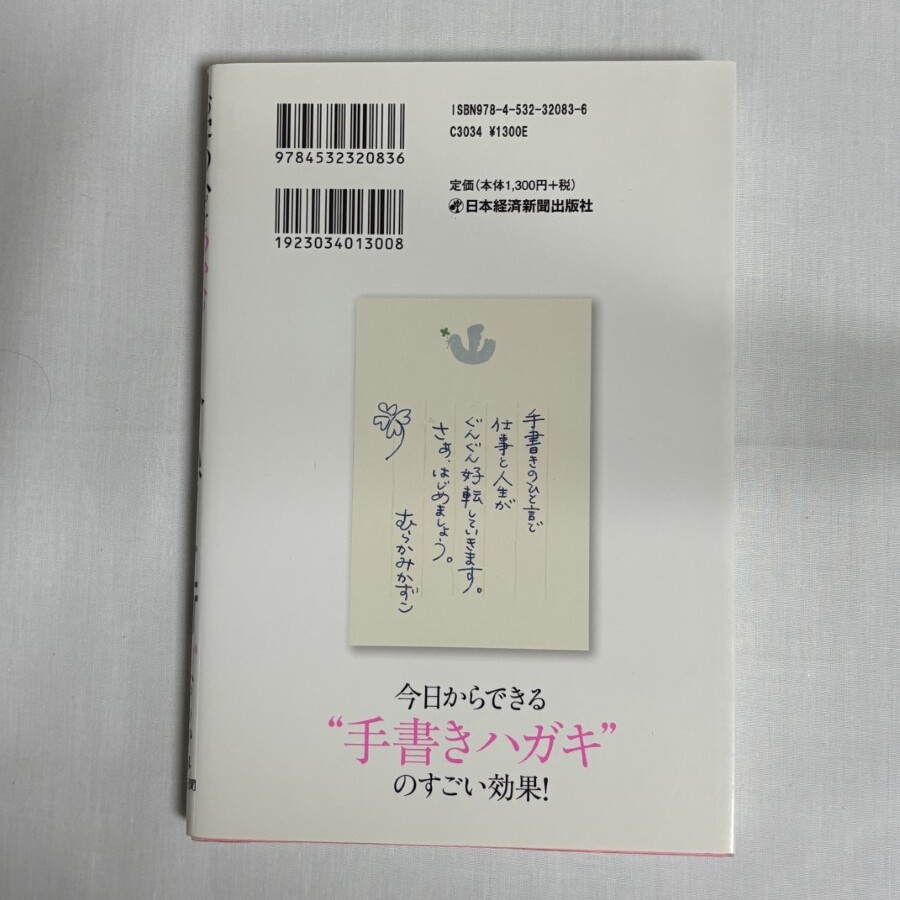 ISBN978-4-532-32083-6
C3034 ¥1300E
9784532320836
定価(本体1,300円+税)
日本経済新聞出版社
1923034013008
手書きのひと言で
仕事と人生が
ぐんぐん好転していきます。
さあ、はじめましょう。
むらかみかずこ
今日からできる
“手書きハガキ”
のすごい効果!